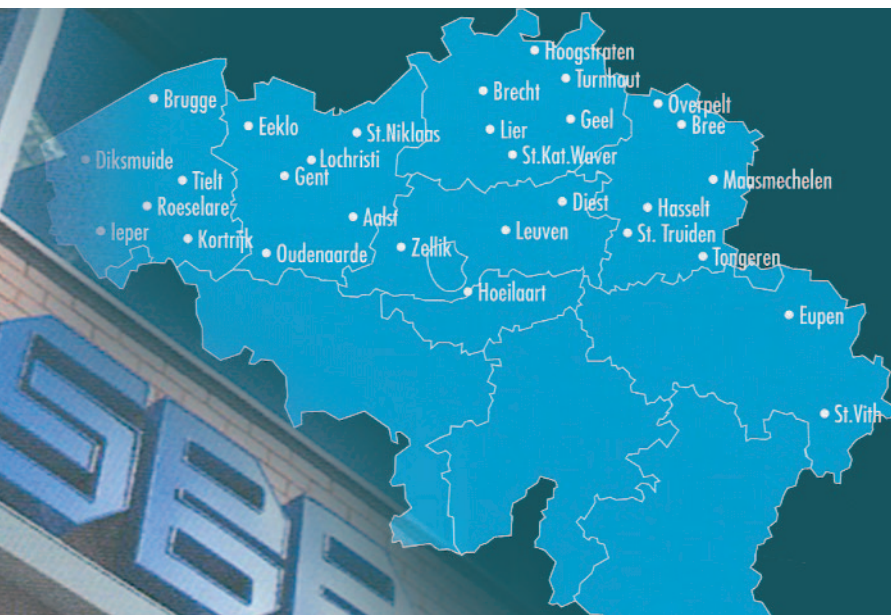 Hoogstraten
Turnhout
Brecht
Overpelt
Brugge
Geel
Bree
Eeklo
Lier
St.Niklaas
St.Kat.Waver
Diksmuide
Lochristi
Gent
Tielt
Maasmechelen
Roeselare
Diest
Hasselt
Aalst
Ieper
Kortrijk
Leuven
St. Truiden
Zellik
Oudenaarde
Tongeren
Hoeilaart
Eupen
St.Vith
SBB